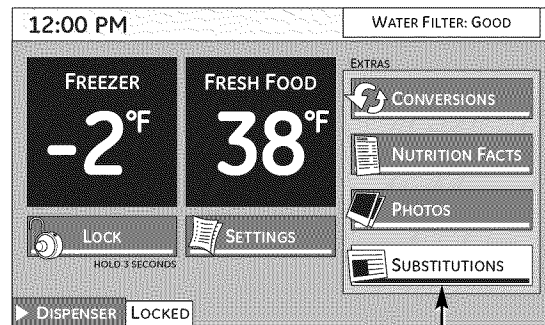 12:00 PM
WATER FILTER: GOOD
FREEZER
-2°F
FRESH FOOD
38°F
LOCK
HOLD 3 SECONDS
SETTINGS
EXTRAS
CONVERSIONS
NUTRITION FACTS
PHOTOS
SUBSTITUTIONS
DISPENSER LOCKED